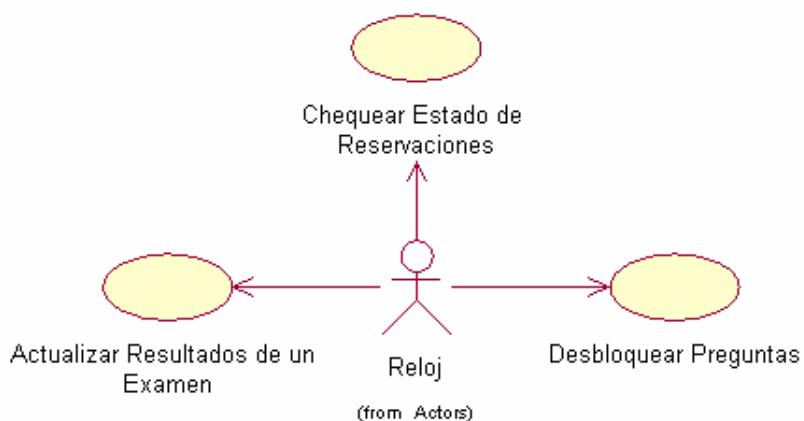 Chequear Estado de
Reservaciones
Actualizar Resultados de un
Examen
Reloj
(from Actors)
Desbloquear Preguntas